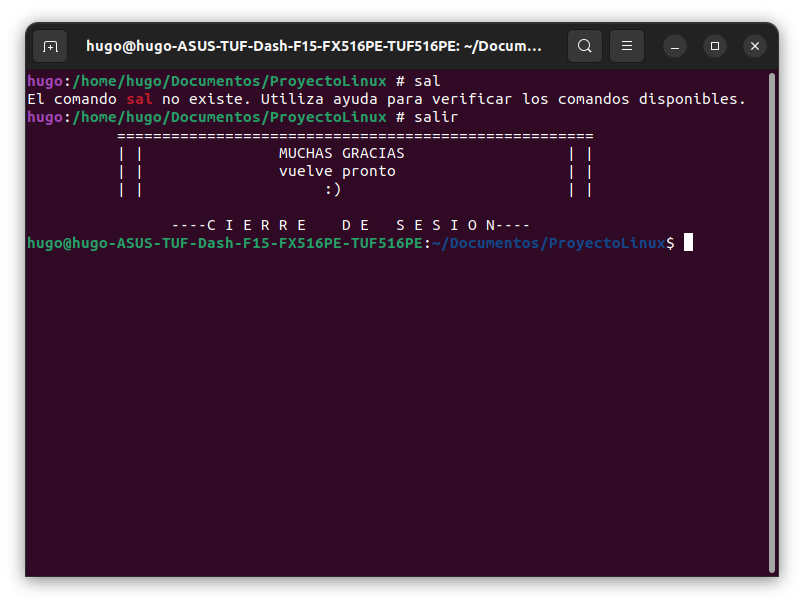 hugo@hugo-ASUS-TUF-Dash-F15-FX516PE-TUF516PE: ~/Docum...
hugo:/home/hugo/Documentos/ProyectoLinux # sal
El comando sal no existe. Utiliza ayuda para verificar los comandos disponibles.
hugo:/home/hugo/Documentos/ProyectoLinux # salir
=====================================================
| | MUCHAS GRACIAS | |
| | vuelve pronto | |
| | :) | |
----C I E R R E   D E   S E S I O N----
hugo@hugo-ASUS-TUF-Dash-F15-FX516PE-TUF516PE:~/Documentos/ProyectoLinux$